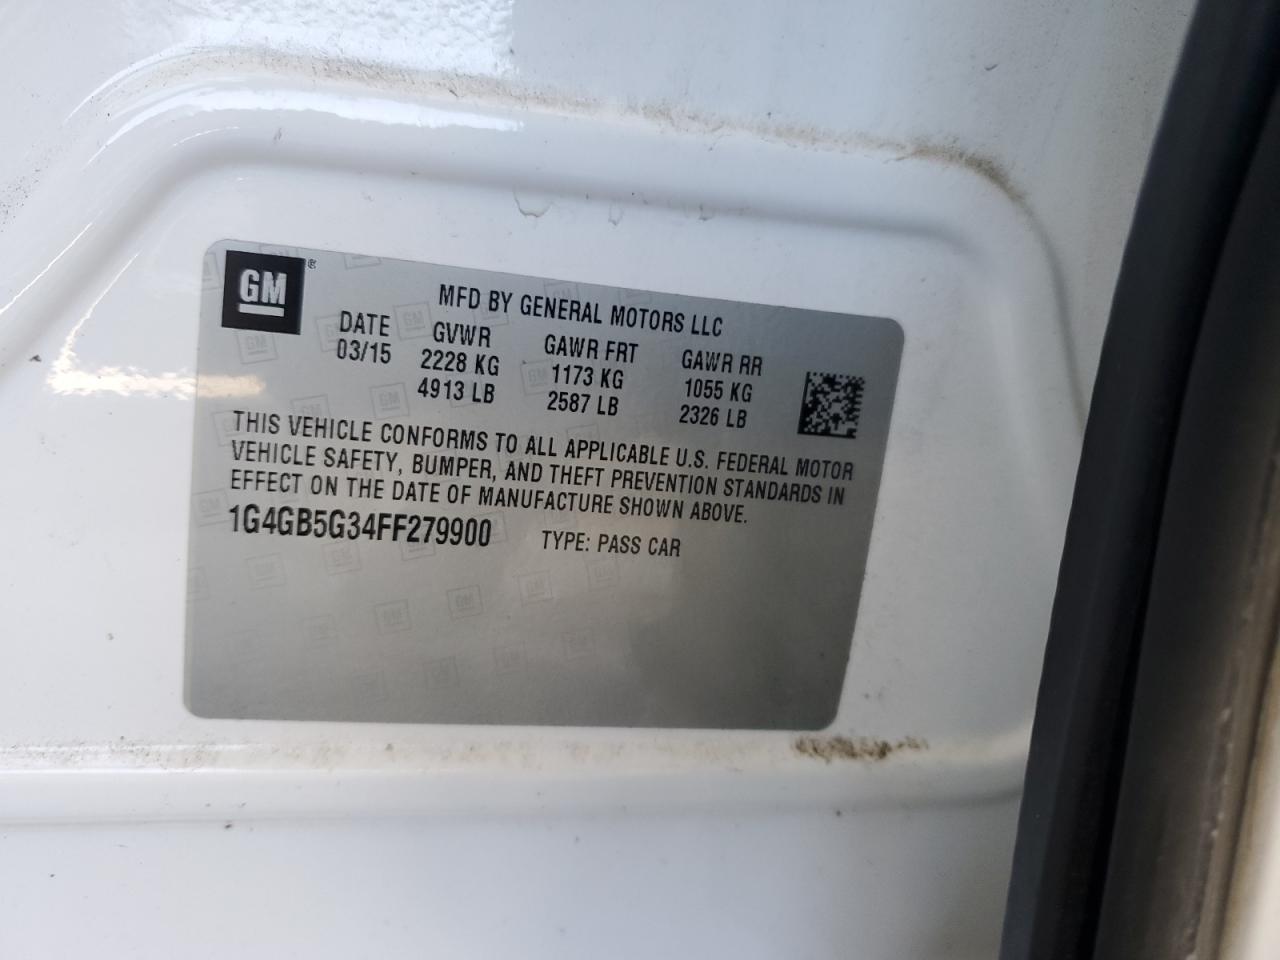 GM
MFD BY GENERAL MOTORS LLC
DATE GVWR GAWR FRT GAWR RR
03/15 2228 KG 1173 KG 1055 KG
4913 LB 2587 LB 2326 LB
THIS VEHICLE CONFORMS TO ALL APPLICABLE U.S. FEDERAL MOTOR
VEHICLE SAFETY, BUMPER, AND THEFT PREVENTION STANDARDS IN
EFFECT ON THE DATE OF MANUFACTURE SHOWN ABOVE.
1G4GB5G34FF279900 TYPE: PASS CAR